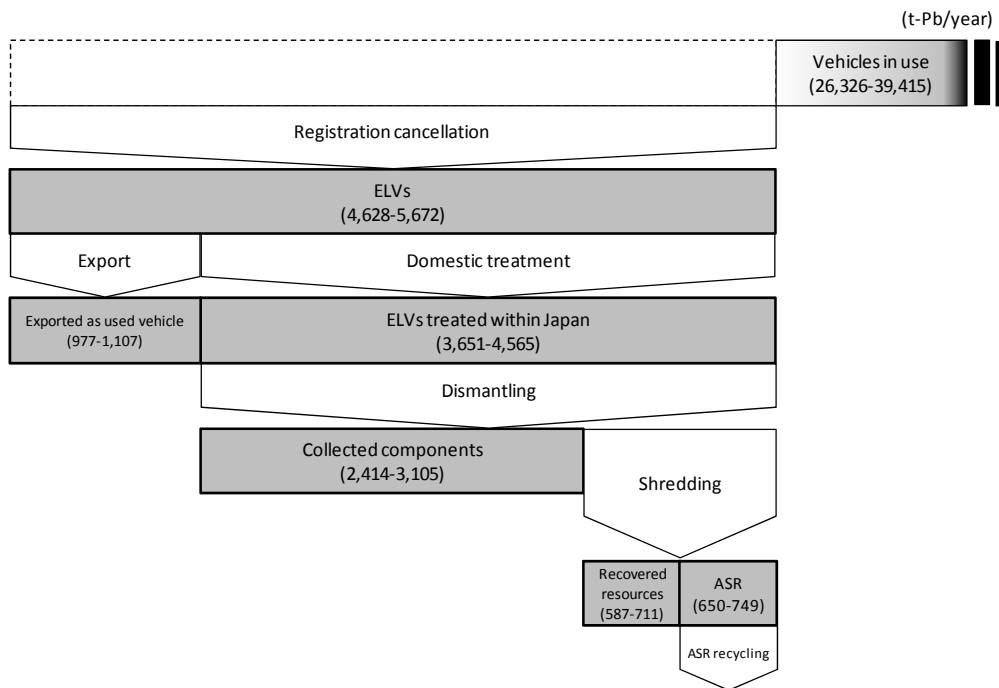 (t-Pb/year)
Vehicles in use
(26,326-39,415)
Registration cancellation
ELVs
(4,628-5,672)
Export
Domestic treatment
Exported as used vehicle
(977-1,107)
ELVs treated within Japan
(3,651-4,565)
Dismantling
Collected components
(2,414-3,105)
Shredding
Recovered
resources
(587-711)
ASR
(650-749)
ASR recycling